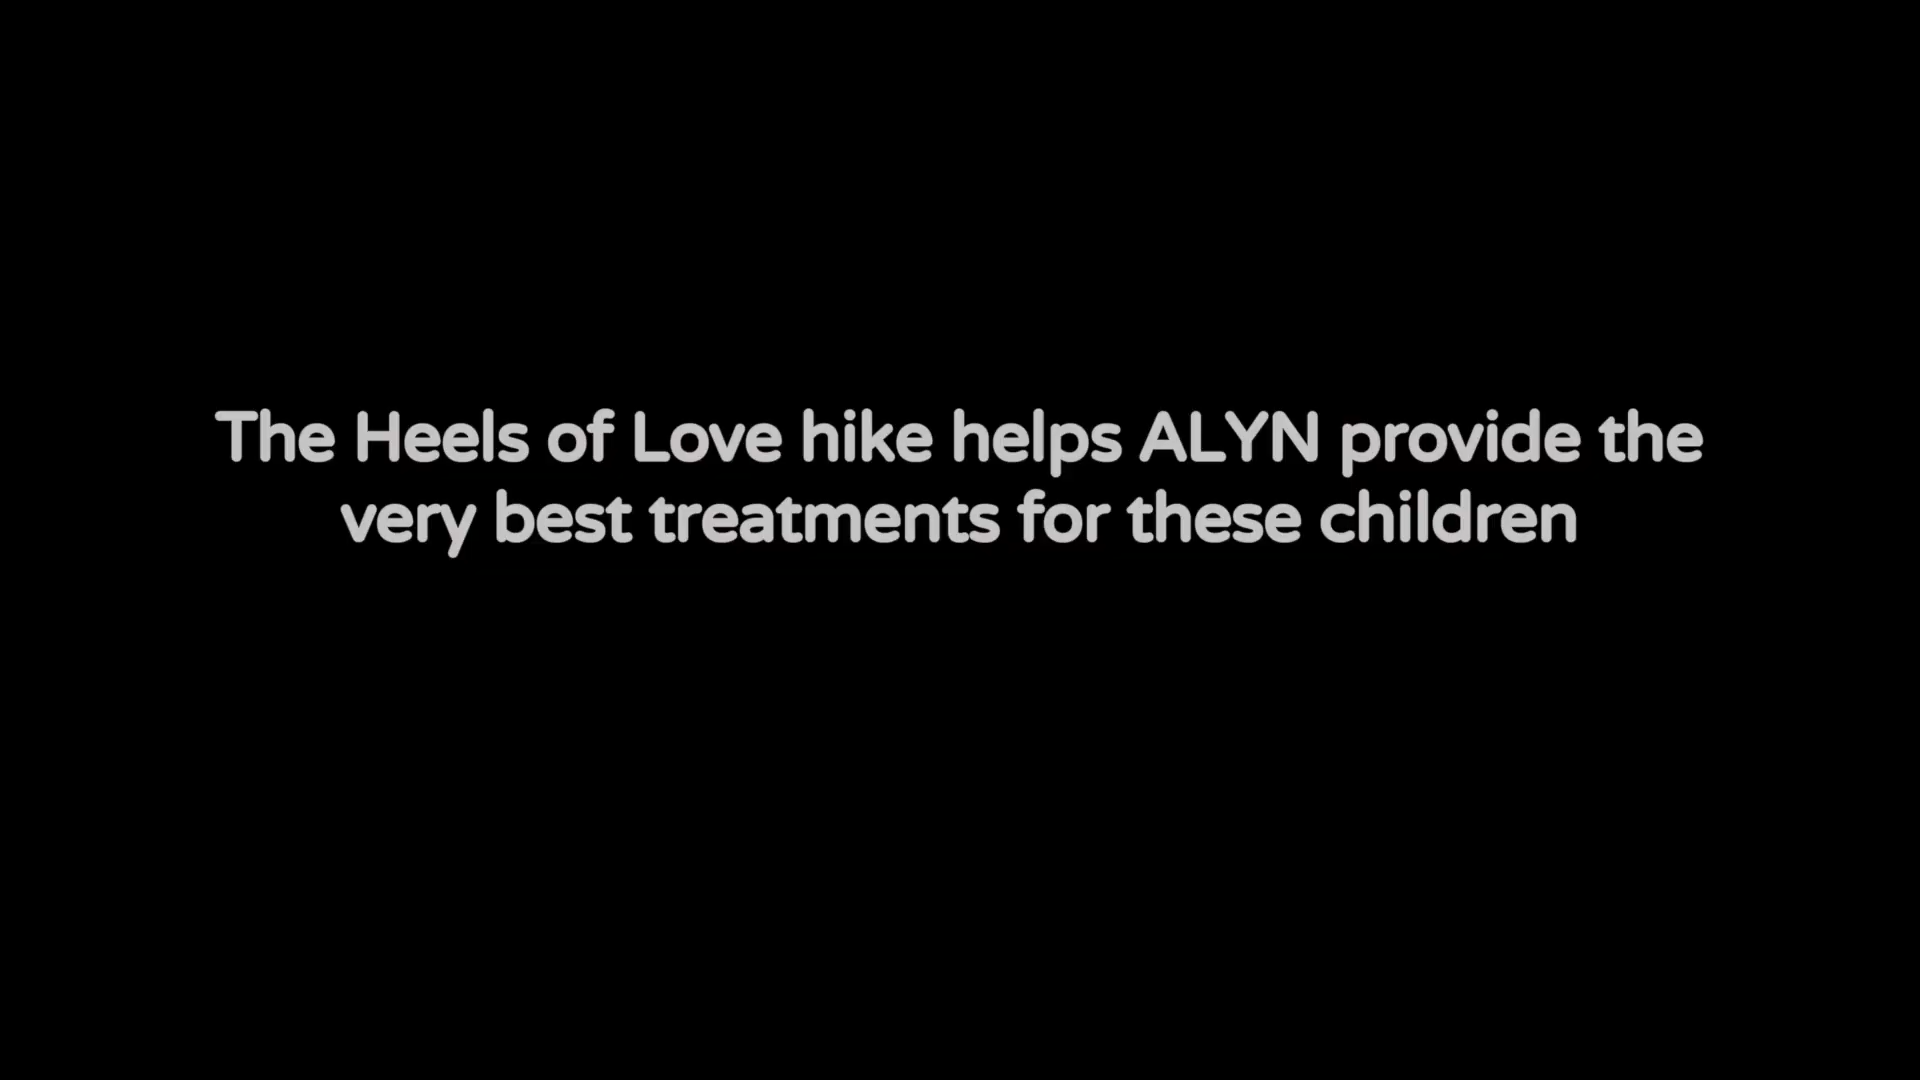 The Heels of Love hike helps ALYN provide the
very best treatments for these children